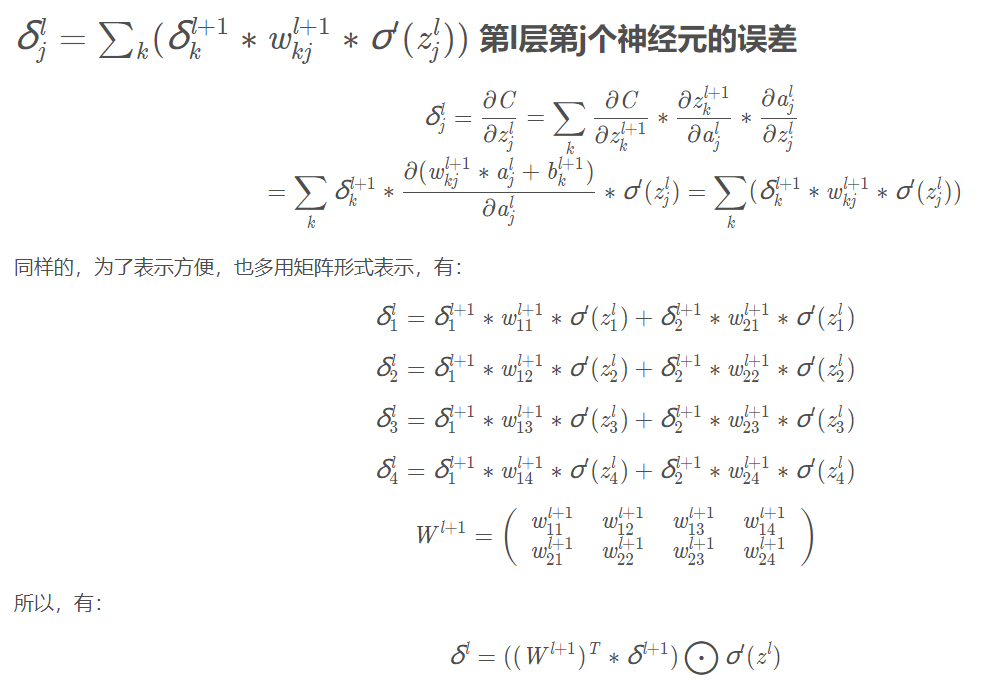 $\delta_j^l = \sum_k (\delta_k^{l+1} * w_{kj}^{l+1} * \sigma'(z_j^l))$ 第l层第j个神经元的误差
$\delta_j^l = \frac{\partial C}{\partial z_j^l} = \sum_k \frac{\partial C}{\partial z_k^{l+1}} * \frac{\partial z_k^{l+1}}{\partial a_j^l} * \frac{\partial a_j^l}{\partial z_j^l}$
$= \sum_k \delta_k^{l+1} * \frac{\partial (w_{kj}^{l+1} * a_j^l + b_k^{l+1})}{\partial a_j^l} * \sigma'(z_j^l) = \sum_k (\delta_k^{l+1} * w_{kj}^{l+1} * \sigma'(z_j^l))$
同样的，为了表示方便，也多用矩阵形式表示，有：
$\delta_1^l = \delta_1^{l+1} * w_{11}^{l+1} * \sigma'(z_1^l) + \delta_2^{l+1} * w_{21}^{l+1} * \sigma'(z_1^l)$
$\delta_2^l = \delta_1^{l+1} * w_{12}^{l+1} * \sigma'(z_2^l) + \delta_2^{l+1} * w_{22}^{l+1} * \sigma'(z_2^l)$
$\delta_3^l = \delta_1^{l+1} * w_{13}^{l+1} * \sigma'(z_3^l) + \delta_2^{l+1} * w_{23}^{l+1} * \sigma'(z_3^l)$
$\delta_4^l = \delta_1^{l+1} * w_{14}^{l+1} * \sigma'(z_4^l) + \delta_2^{l+1} * w_{24}^{l+1} * \sigma'(z_4^l)$
$W^{l+1} = \begin{pmatrix} w_{11}^{l+1} & w_{12}^{l+1} & w_{13}^{l+1} & w_{14}^{l+1} \\ w_{21}^{l+1} & w_{22}^{l+1} & w_{23}^{l+1} & w_{24}^{l+1} \end{pmatrix}$
所以，有：
$\delta^l = ((W^{l+1})^T * \delta^{l+1}) \bigodot \sigma'(z^l)$